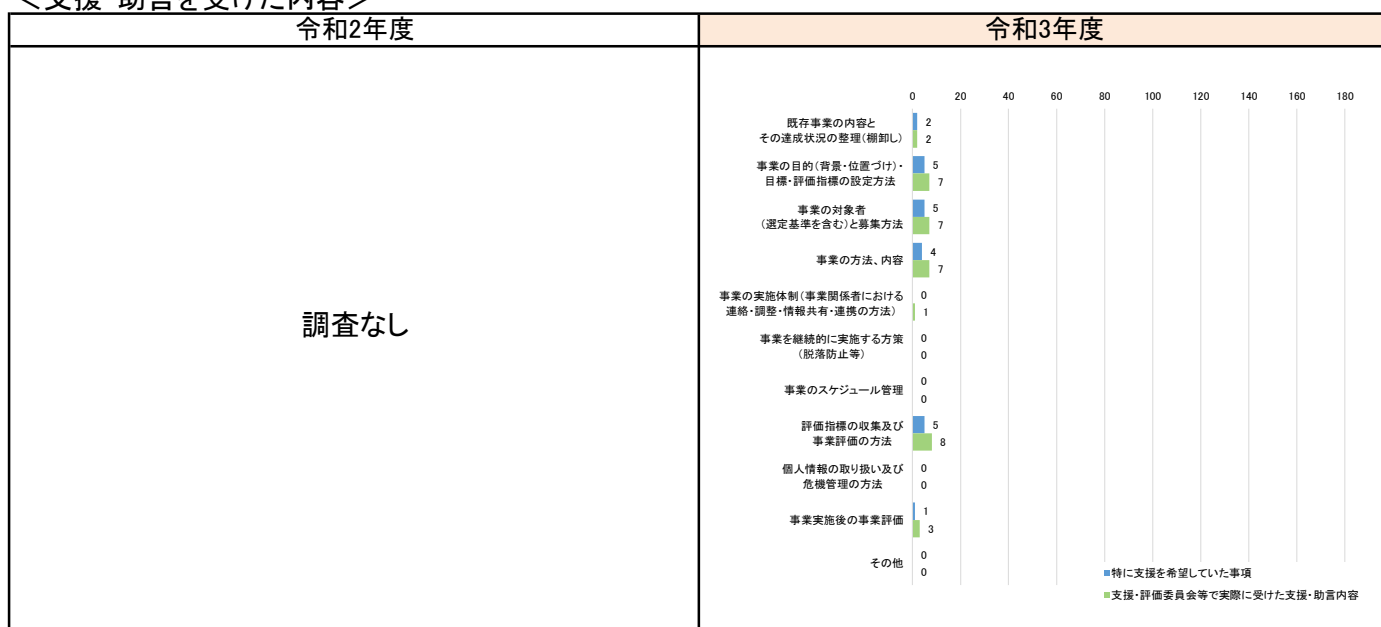 ＜支援・助言を受けた内容＞
令和2年度
令和3年度
調査なし
0 20 40 60 80 100 120 140 160 180
既存事業の内容と
その達成状況の整理（棚卸し）
2
2
事業の目的（背景・位置づけ）・
目標・評価指標の設定方法
5
7
事業の対象者
（選定基準を含む）と募集方法
5
7
事業の方法、内容
4
7
事業の実施体制（事業関係者における
連絡・調整・情報共有・連携の方法）
0
1
事業を継続的に実施する方策
（脱落防止等）
0
0
事業のスケジュール管理
0
0
評価指標の収集及び
事業評価の方法
5
8
個人情報の取り扱い及び
危機管理の方法
0
0
事業実施後の事業評価
1
3
その他
0
0
■特に支援を希望していた事項
■支援・評価委員会等で実際に受けた支援・助言内容